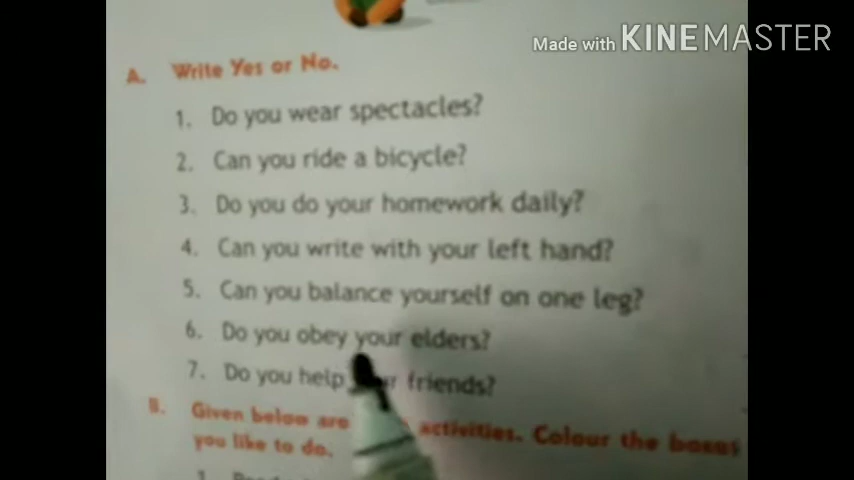 Made with KINEMASTER
A. Write Yes or No.
1. Do you wear spectacles?
2. Can you ride a bicycle?
3. Do you do your homework daily?
4. Can you write with your left hand?
5. Can you balance yourself on one leg?
6. Do you obey your elders?
7. Do you help friends?
B. Given below are activities. Colour the boxes
you like to do.
1.